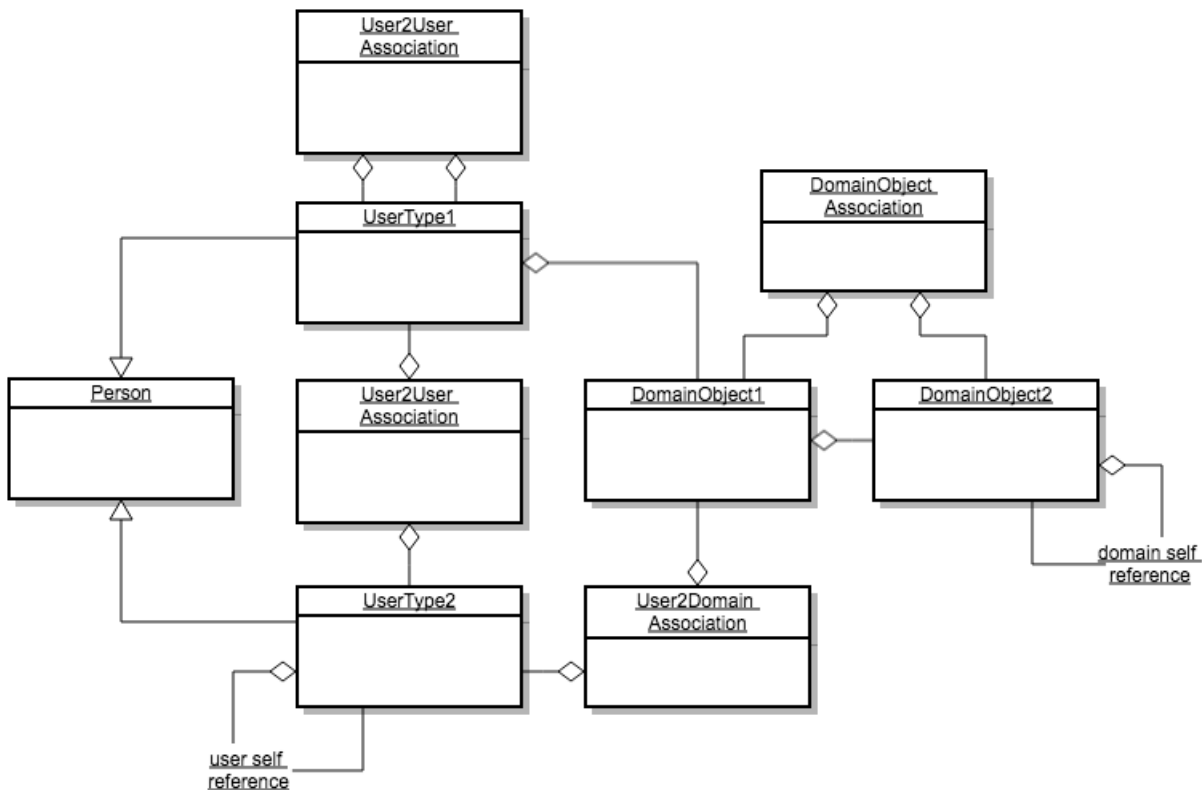 User2User
Association
DomainObject
Association
UserType1
Person
User2User
Association
DomainObject1
DomainObject2
domain self
reference
UserType2
User2Domain
Association
user self
reference